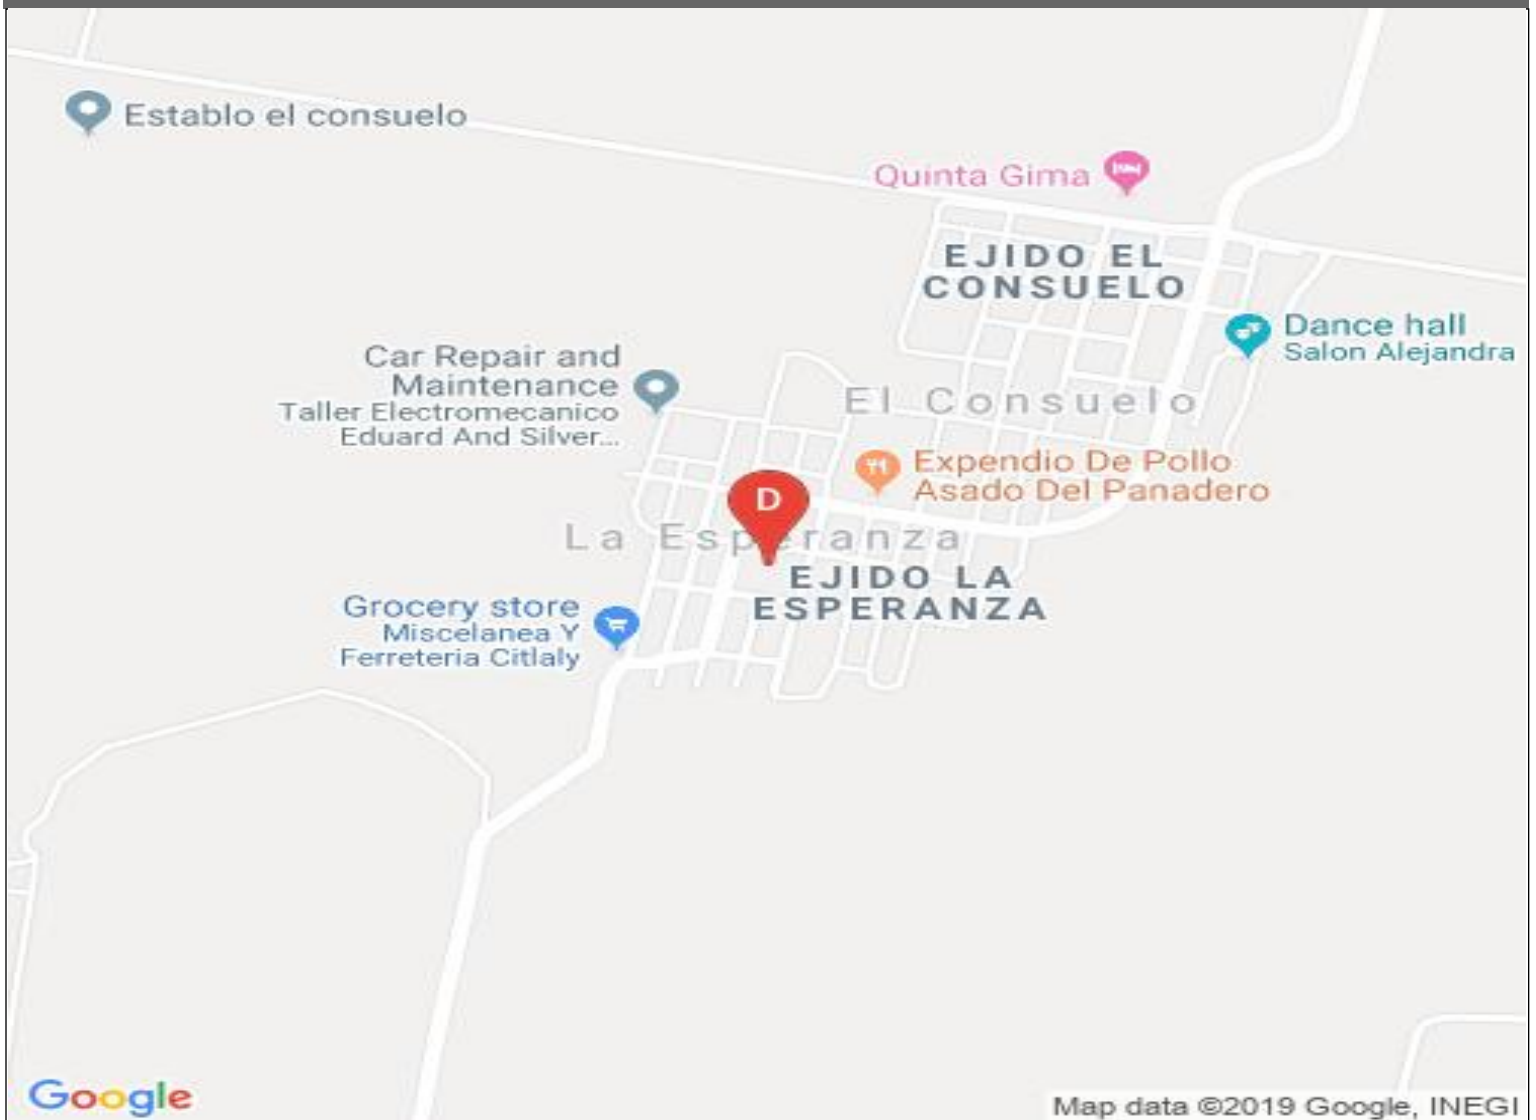 Establo el consuelo
Quinta Gima
EJIDO EL
CONSUELO
Dance hall
Salon Alejandra
Car Repair and
Maintenance
Taller Electromecanico
Eduard And Silver...
El Consuelo
Expendio De Pollo
Asado Del Panadero
D
La Esperanza
EJIDO LA
ESPERANZA
Grocery store
Miscelanea Y
Ferreteria Citlaly
Google
Map data ©2019 Google, INEGI